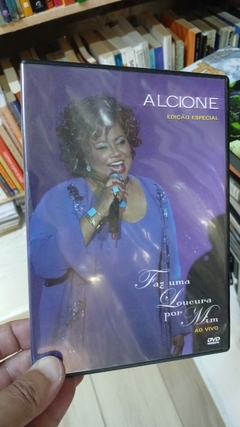 ALCIONE
EDIÇÃO ESPECIAL
Faz uma
Loucura
por Mim
AO VIVO
DVD